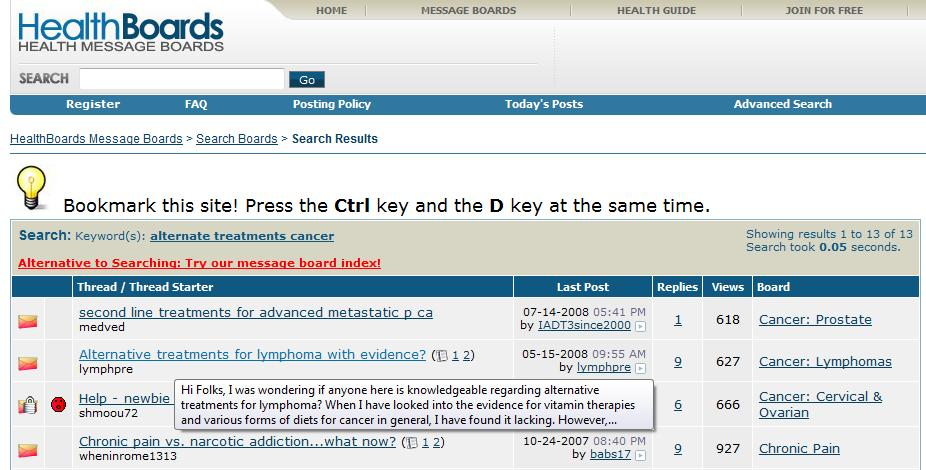 HOME MESSAGE BOARDS HEALTH GUIDE JOIN FOR FREE
HealthBoards
HEALTH MESSAGE BOARDS
SEARCH Go
Register FAQ Posting Policy Today's Posts Advanced Search
HealthBoards Message Boards > Search Boards > Search Results
Bookmark this site! Press the Ctrl key and the D key at the same time.
Search: Keyword(s): alternate treatments cancer Showing results 1 to 13 of 13
Search took 0.05 seconds.
Alternative to Searching: Try our message board index!
Thread / Thread Starter Last Post Replies Views Board
second line treatments for advanced metastatic p ca 07-14-2008 05:41 PM 1 618 Cancer: Prostate
medved by IADT3since2000
Alternative treatments for lymphoma with evidence? ( 1 2) 05-15-2008 09:55 AM 9 627 Cancer: Lymphomas
lymphpre by lymphpre
Hi Folks, I was wondering if anyone here is knowledgeable regarding alternative
treatments for lymphoma? When I have looked into the evidence for vitamin therapies
and various forms of diets for cancer in general, I have found it lacking. However,...
Help - newbie 6 666 Cancer: Cervical &
Ovarian
shmoou72
Chronic pain vs. narcotic addiction...what now? ( 1 2) 10-24-2007 08:40 PM 9 927 Chronic Pain
wheninrome1313 by babs17